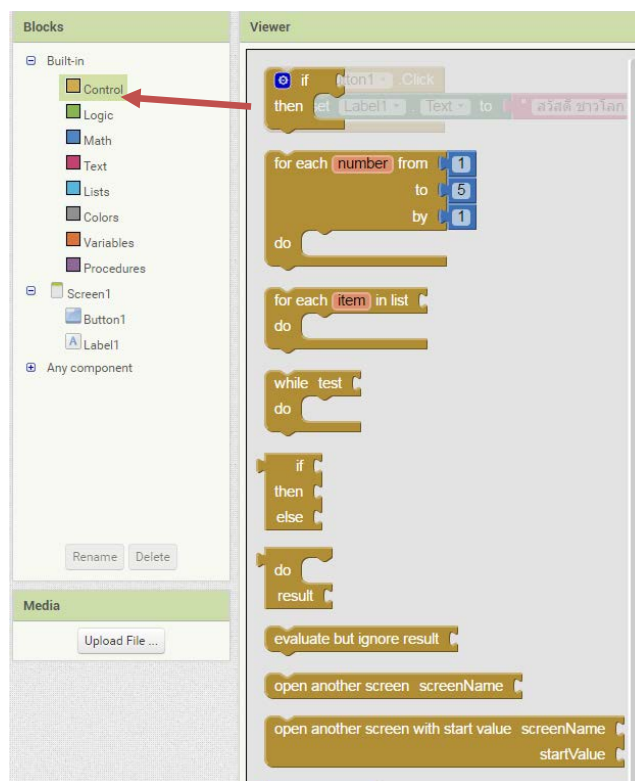 Blocks
Built-in
Control
Logic
Math
Text
Lists
Colors
Variables
Procedures
Screen1
Button1
A Label1
Any component
Rename Delete
Media
Upload File ...
Viewer
if
then
.Click
set Label1 . Text to " สวัสดี ชาวโลก
for each number from 1
to 5
by 1
do
for each item in list
do
while test
do
if
then
else
do
result
evaluate but ignore result
open another screen screenName
open another screen with start value screenName
startValue